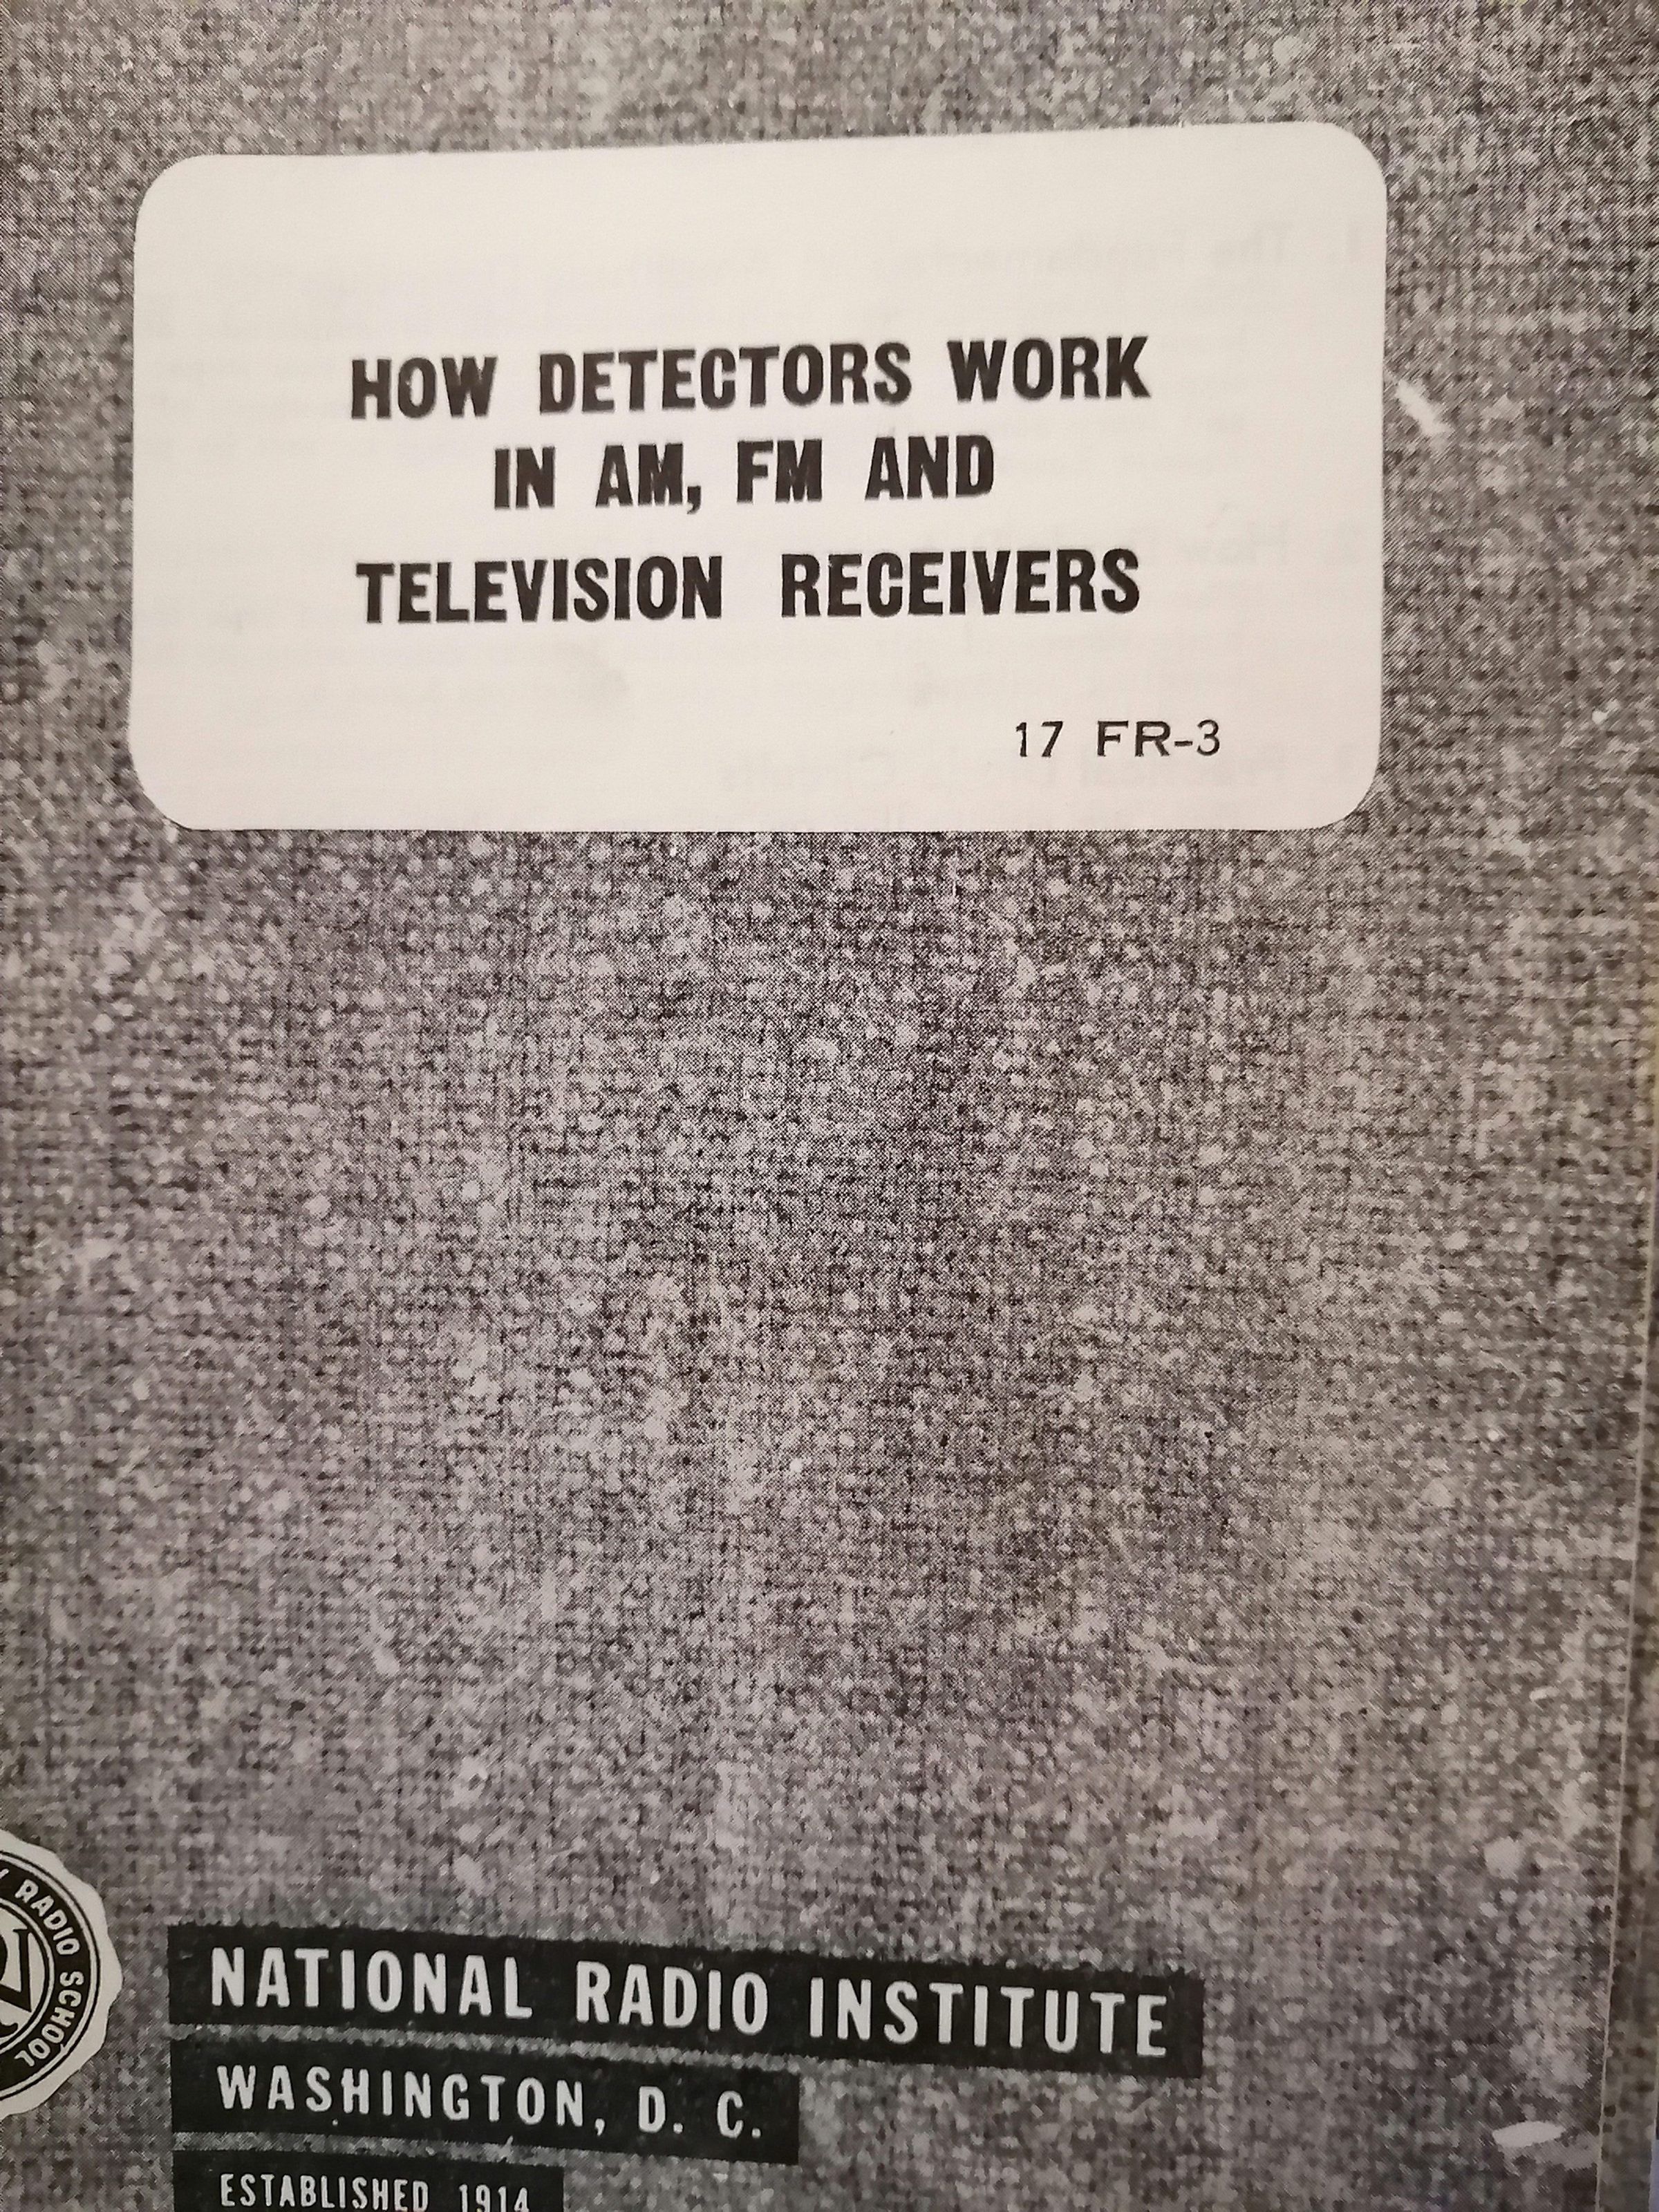 HOW DETECTORS WORK
IN AM, FM AND
TELEVISION RECEIVERS
17 FR-3
RADIO SCHOOL
NATIONAL RADIO INSTITUTE
WASHINGTON, D. C.
ESTABLISHED 1914